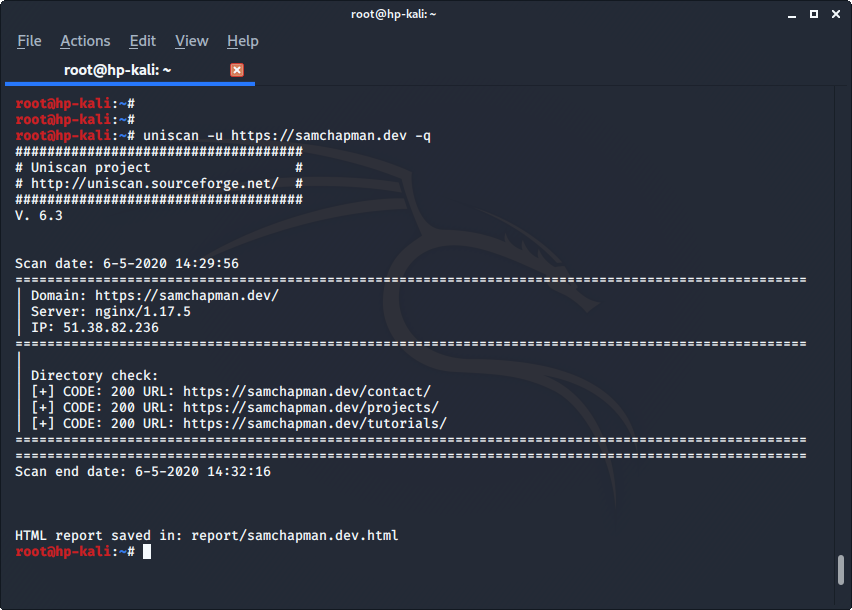 root@hp-kali: ~
File Actions Edit View Help
root@hp-kali: ~
root@hp-kali:~#
root@hp-kali:~#
root@hp-kali:~# uniscan -u https://samchapman.dev -q
####################################
# Uniscan project                  #
# http://uniscan.sourceforge.net/  #
####################################
V. 6.3
Scan date: 6-5-2020 14:29:56
===================================================================================================
| Domain: https://samchapman.dev/
| Server: nginx/1.17.5
| IP: 51.38.82.236
===================================================================================================
|
| Directory check:
| [+] CODE: 200 URL: https://samchapman.dev/contact/
| [+] CODE: 200 URL: https://samchapman.dev/projects/
| [+] CODE: 200 URL: https://samchapman.dev/tutorials/
===================================================================================================
===================================================================================================
Scan end date: 6-5-2020 14:32:16
HTML report saved in: report/samchapman.dev.html
root@hp-kali:~#